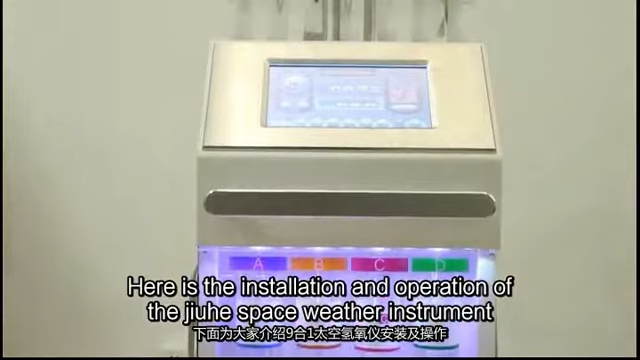 A B C D
Here is the installation and operation of
the jiuhe space weather instrument
下面为大家介绍9合1太空氢氧仪安装及操作